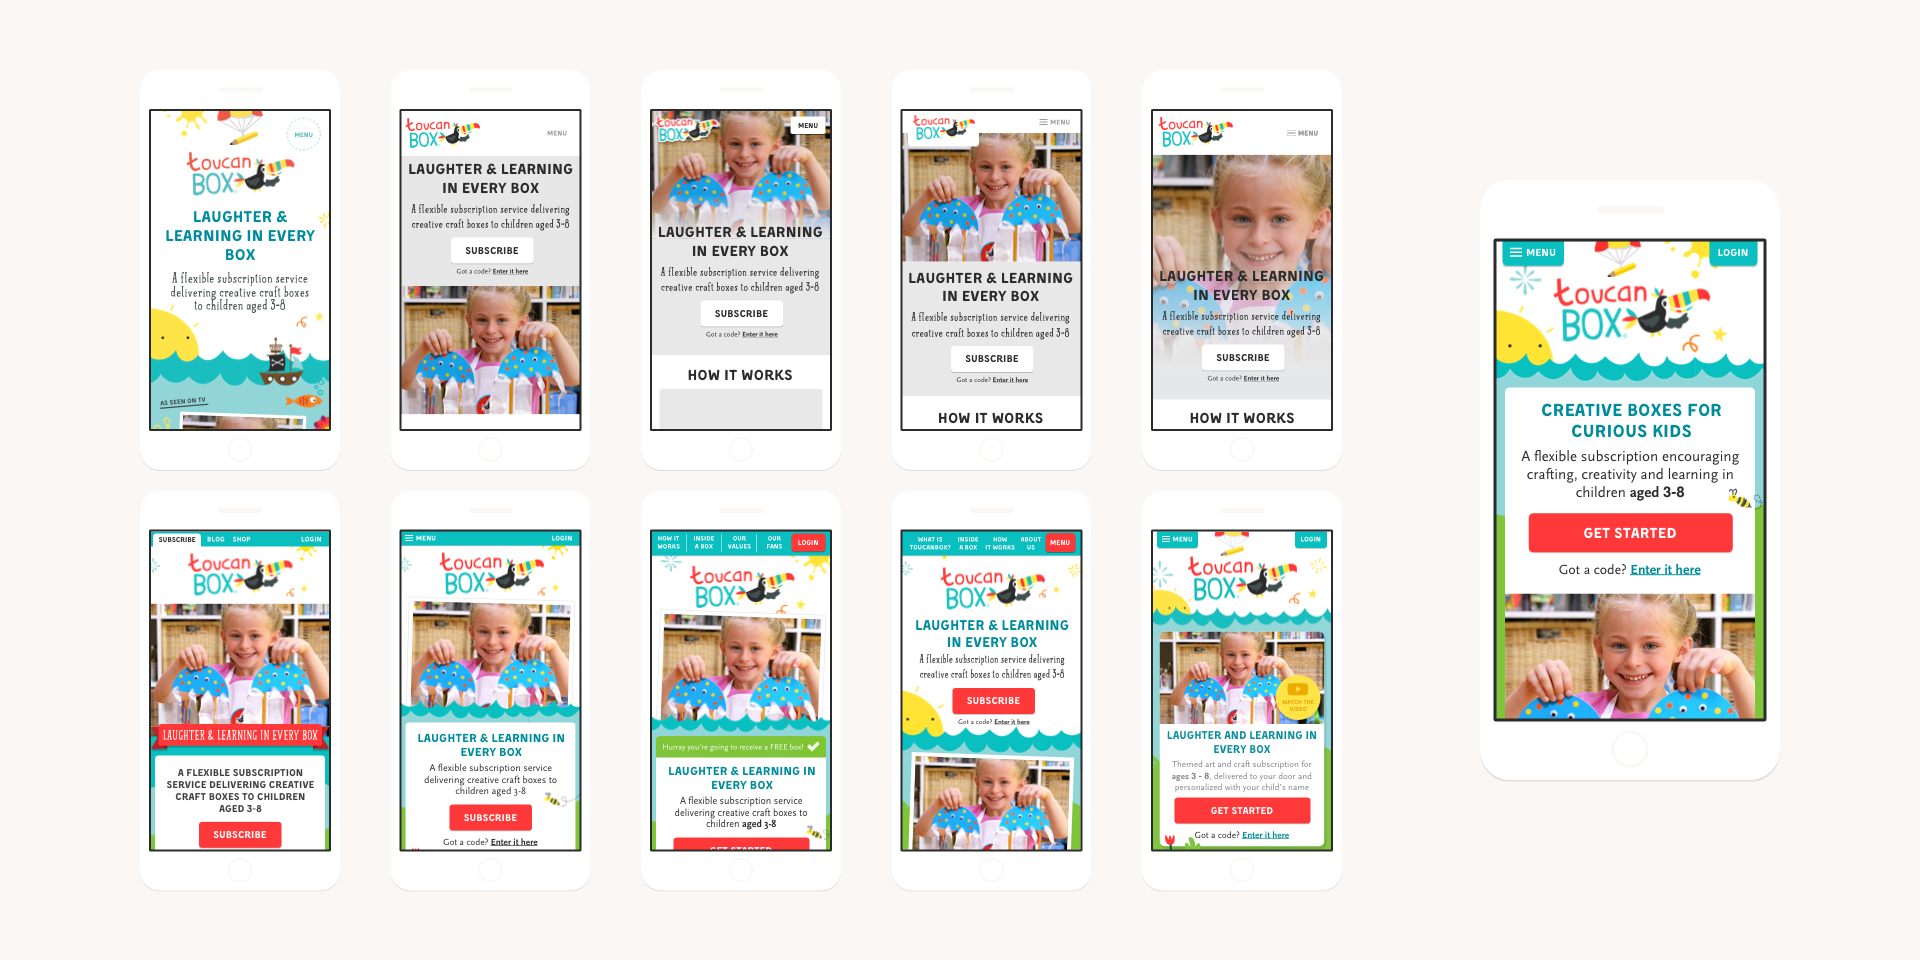 MENU
toucan
BOX
LAUGHTER &
LEARNING IN EVERY
BOX
A flexible subscription service
delivering creative craft boxes
to children aged 3-8
AS SEEN ON TV
toucan
BOX
MENU
LAUGHTER & LEARNING
IN EVERY BOX
A flexible subscription service delivering
creative craft boxes to children aged 3-8
SUBSCRIBE
Got a code? Enter it here
toucan
BOX
MENU
LAUGHTER & LEARNING
IN EVERY BOX
A flexible subscription service delivering
creative craft boxes to children aged 3-8
SUBSCRIBE
Got a code? Enter it here
HOW IT WORKS
toucan
BOX
MENU
LAUGHTER & LEARNING
IN EVERY BOX
A flexible subscription service delivering
creative craft boxes to children aged 3-8
SUBSCRIBE
Got a code? Enter it here
HOW IT WORKS
toucan
BOX
MENU
LAUGHTER & LEARNING
IN EVERY BOX
A flexible subscription service delivering
creative craft boxes to children aged 3-8
SUBSCRIBE
Got a code? Enter it here
HOW IT WORKS
SUBSCRIBE BLOG SHOP LOGIN
toucan
BOX
LAUGHTER & LEARNING IN EVERY BOX
A FLEXIBLE SUBSCRIPTION
SERVICE DELIVERING CREATIVE
CRAFT BOXES TO CHILDREN
AGED 3-8
SUBSCRIBE
MENU LOGIN
toucan
BOX
LAUGHTER & LEARNING IN
EVERY BOX
A flexible subscription service
delivering creative craft boxes to
children aged 3-8
SUBSCRIBE
Got a code? Enter it here
HOW IT INSIDE OUR OUR
WORKS A BOX VALUES FANS
LOGIN
toucan
BOX
Hurray you're going to receive a FREE box!
LAUGHTER & LEARNING IN
EVERY BOX
A flexible subscription service
delivering creative craft boxes to
children aged 3-8
GET STARTED
WHAT IS INSIDE HOW ABOUT
TOUCANBOX? A BOX IT WORKS US
MENU
toucan
BOX
LAUGHTER & LEARNING
IN EVERY BOX
A flexible subscription service delivering
creative craft boxes to children aged 3-8
SUBSCRIBE
Got a code? Enter it here
MENU LOGIN
toucan
BOX
WATCH THE
VIDEO
LAUGHTER AND LEARNING IN
EVERY BOX
Themed art and craft subscription for
ages 3 - 8, delivered to your door and
personalized with your child's name
GET STARTED
Got a code? Enter it here
MENU LOGIN
toucan
BOX
CREATIVE BOXES FOR
CURIOUS KIDS
A flexible subscription encouraging
crafting, creativity and learning in
children aged 3-8
GET STARTED
Got a code? Enter it here